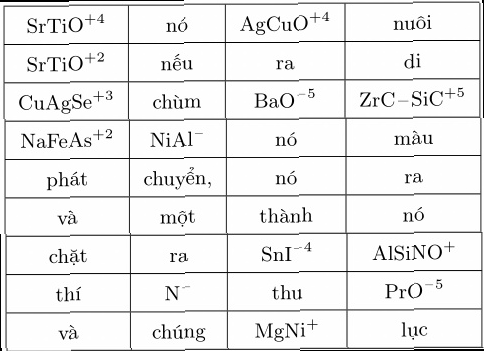 SrTiO⁺⁴ nó AgCuO⁺⁴ nuôi
SrTiO⁺² nếu ra di
CuAgSe⁺³ chùm BaO⁻⁵ ZrC–SiC⁺⁵
NaFeAs⁺² NiAl⁻ nó màu
phát chuyển, nó ra
và một thành nó
chặt ra SnI⁻⁴ AlSiNO⁺
thí N⁻ thu PrO⁻⁵
và chúng MgNi⁺ lục